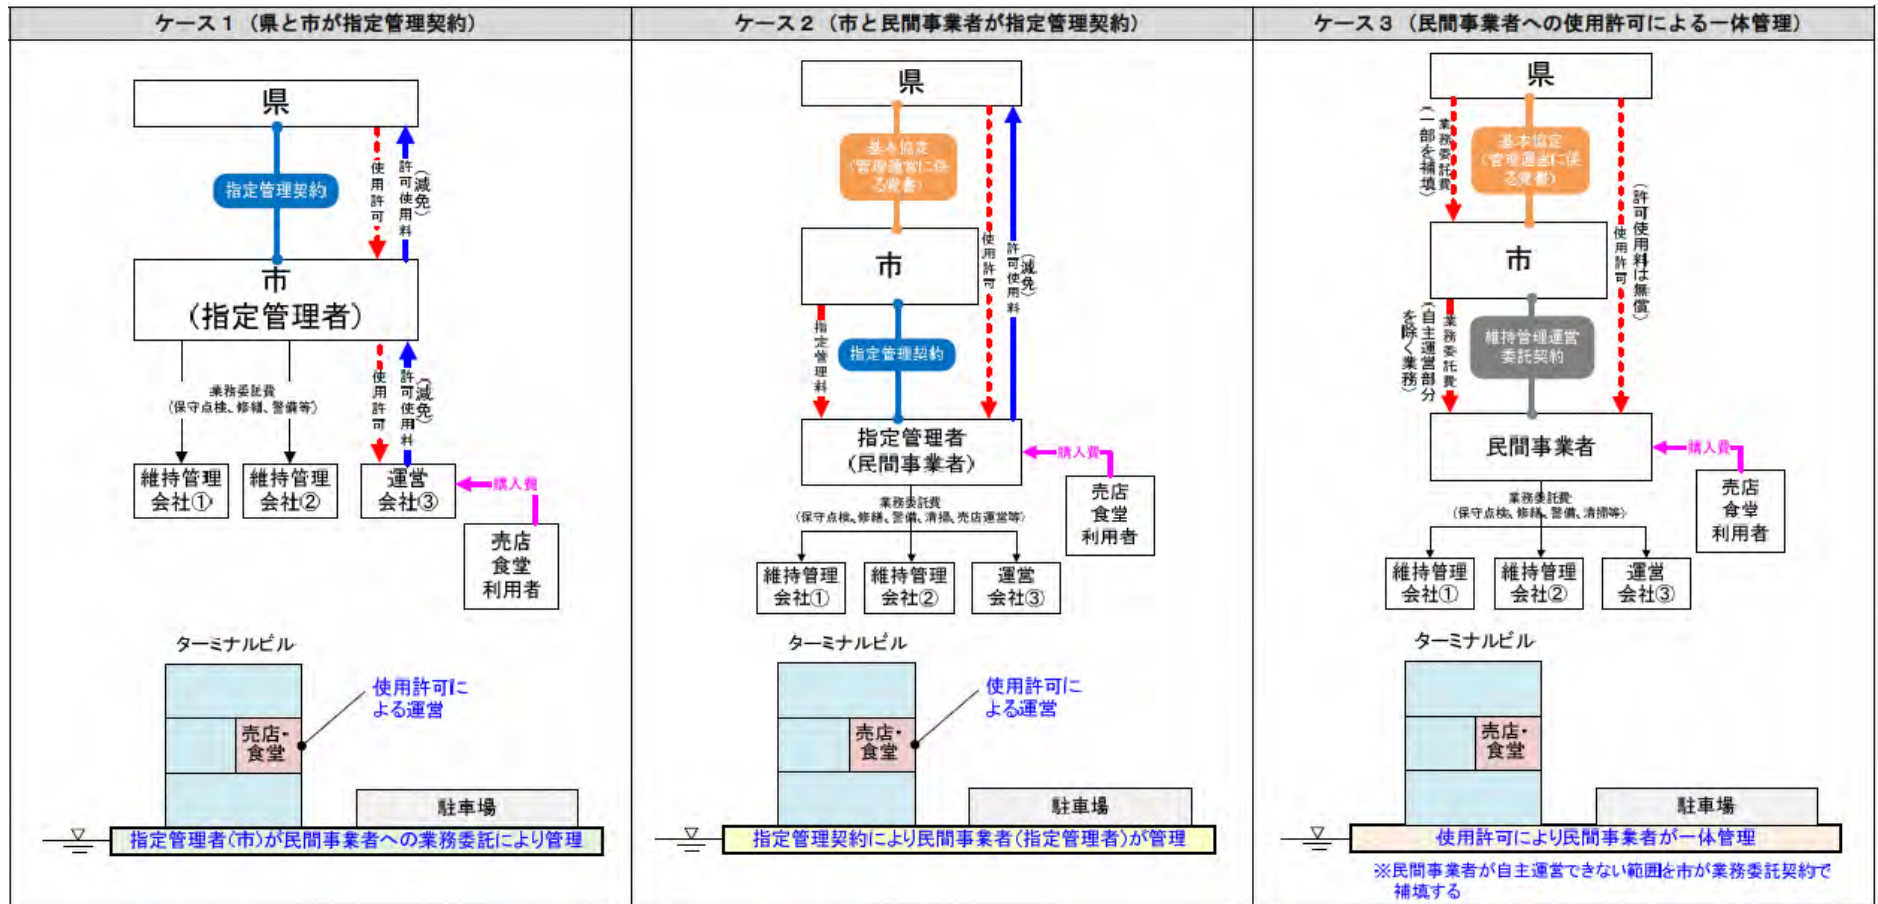 ケース1（県と市が指定管理契約）
県
指定管理契約
使用許可
許可使用料
（減免）
市
（指定管理者）
業務委託費
（保守点検、修繕、警備等）
使用許可
許可使用料
（減免）
維持管理
会社①
維持管理
会社②
運営
会社③
購入費
売店
食堂
利用者
ターミナルビル
売店・
食堂
使用許可に
よる運営
駐車場
指定管理者（市）が民間事業者への業務委託により管理
ケース2（市と民間事業者が指定管理契約）
県
基本協定
（管理運営に係
る覚書）
使用許可
許可使用料
（減免）
市
指定管理料
指定管理契約
指定管理者
（民間事業者）
購入費
売店
食堂
利用者
業務委託費
（保守点検、修繕、警備、清掃、売店運営等）
維持管理
会社①
維持管理
会社②
運営
会社③
ターミナルビル
売店・
食堂
使用許可に
よる運営
駐車場
指定管理契約により民間事業者（指定管理者）が管理
ケース3（民間事業者への使用許可による一体管理）
県
業務委託費
（一部を補填）
基本協定
（管理運営に係
る覚書）
使用許可
（許可使用料は無償）
市
業務委託費
（自主運営部分
を除く業務）
維持管理運営
委託契約
民間事業者
購入費
売店
食堂
利用者
業務委託費
（保守点検、修繕、警備、清掃等）
維持管理
会社①
維持管理
会社②
運営
会社③
ターミナルビル
売店・
食堂
駐車場
使用許可により民間事業者が一体管理
※民間事業者が自主運営できない範囲を市が業務委託契約で
補填する